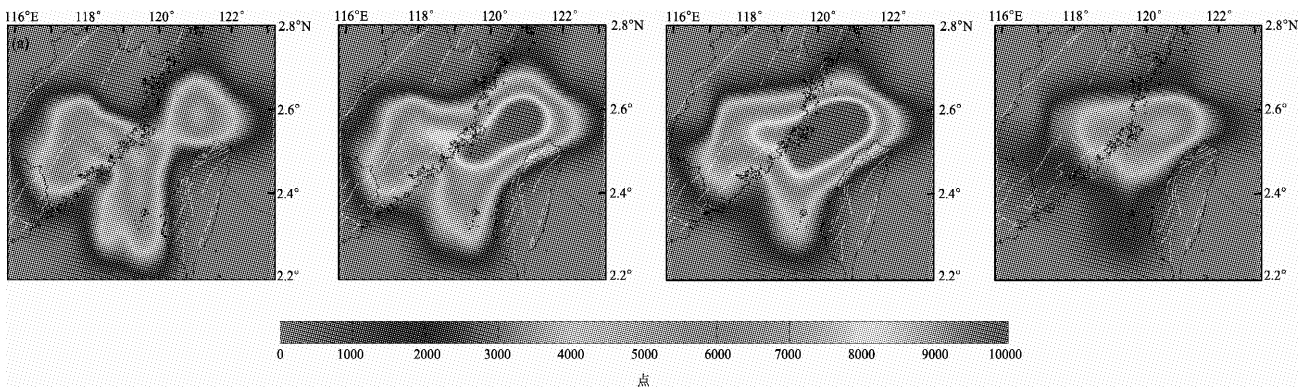 116°E 118° 120° 122° 116°E 118° 120° 122° 116°E 118° 120° 122° 116°E 118° 120° 122°
(a) 2.8°N 2.8°N 2.8°N 2.8°N
2.6° 2.6° 2.6° 2.6°
2.4° 2.4° 2.4° 2.4°
2.2° 2.2° 2.2° 2.2°
0 1000 2000 3000 4000 5000 6000 7000 8000 9000 10000
点